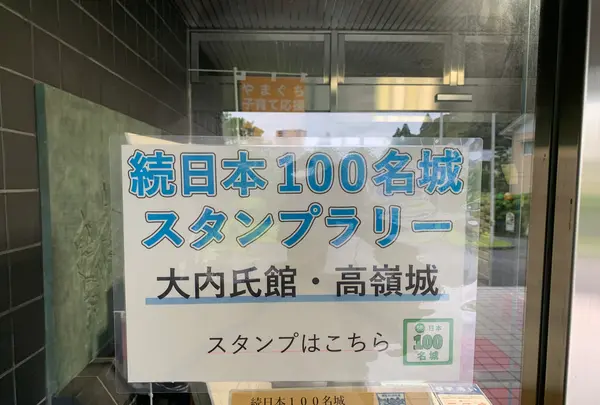 やまぐち
子育て応援
続日本100名城
スタンプラリー
大内氏館・高嶺城
スタンプはこちら
続日本
100
名城
続日本100名城